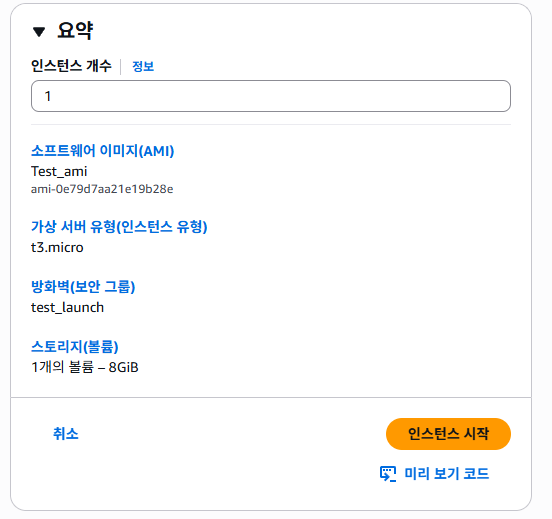 요약
인스턴스 개수 정보
1
소프트웨어 이미지(AMI)
Test_ami
ami-0e79d7aa21e19b28e
가상 서버 유형(인스턴스 유형)
t3.micro
방화벽(보안 그룹)
test_launch
스토리지(볼륨)
1개의 볼륨 – 8GiB
취소
인스턴스 시작
미리 보기 코드